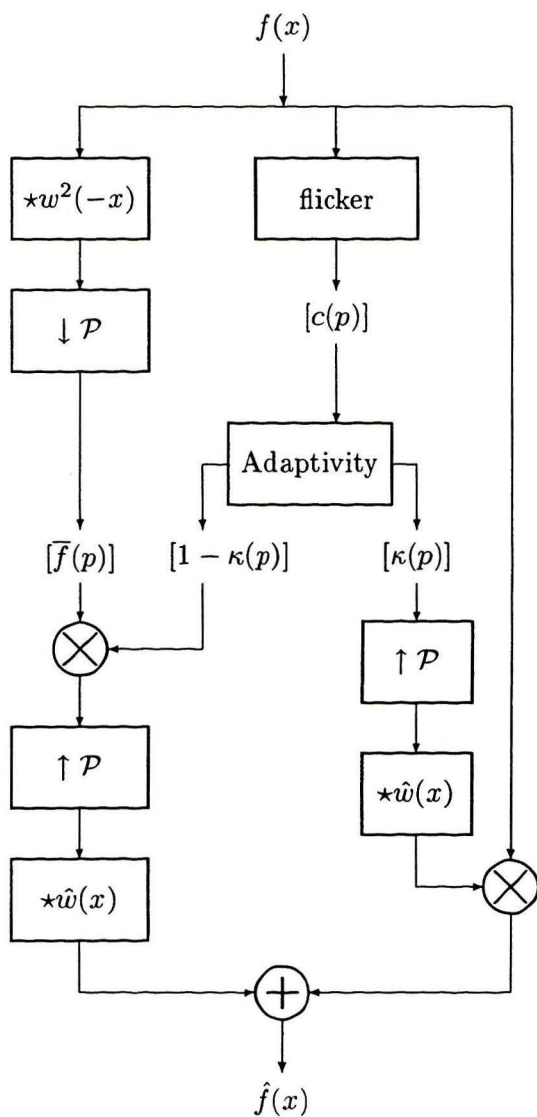 f(x)
⋆w²(−x)
flicker
↓ 𝒫
[c(p)]
Adaptivity
[f̅(p)]
[1 − κ(p)]
[κ(p)]
↑ 𝒫
↑ 𝒫
⋆ŵ(x)
⋆ŵ(x)
f̂(x)